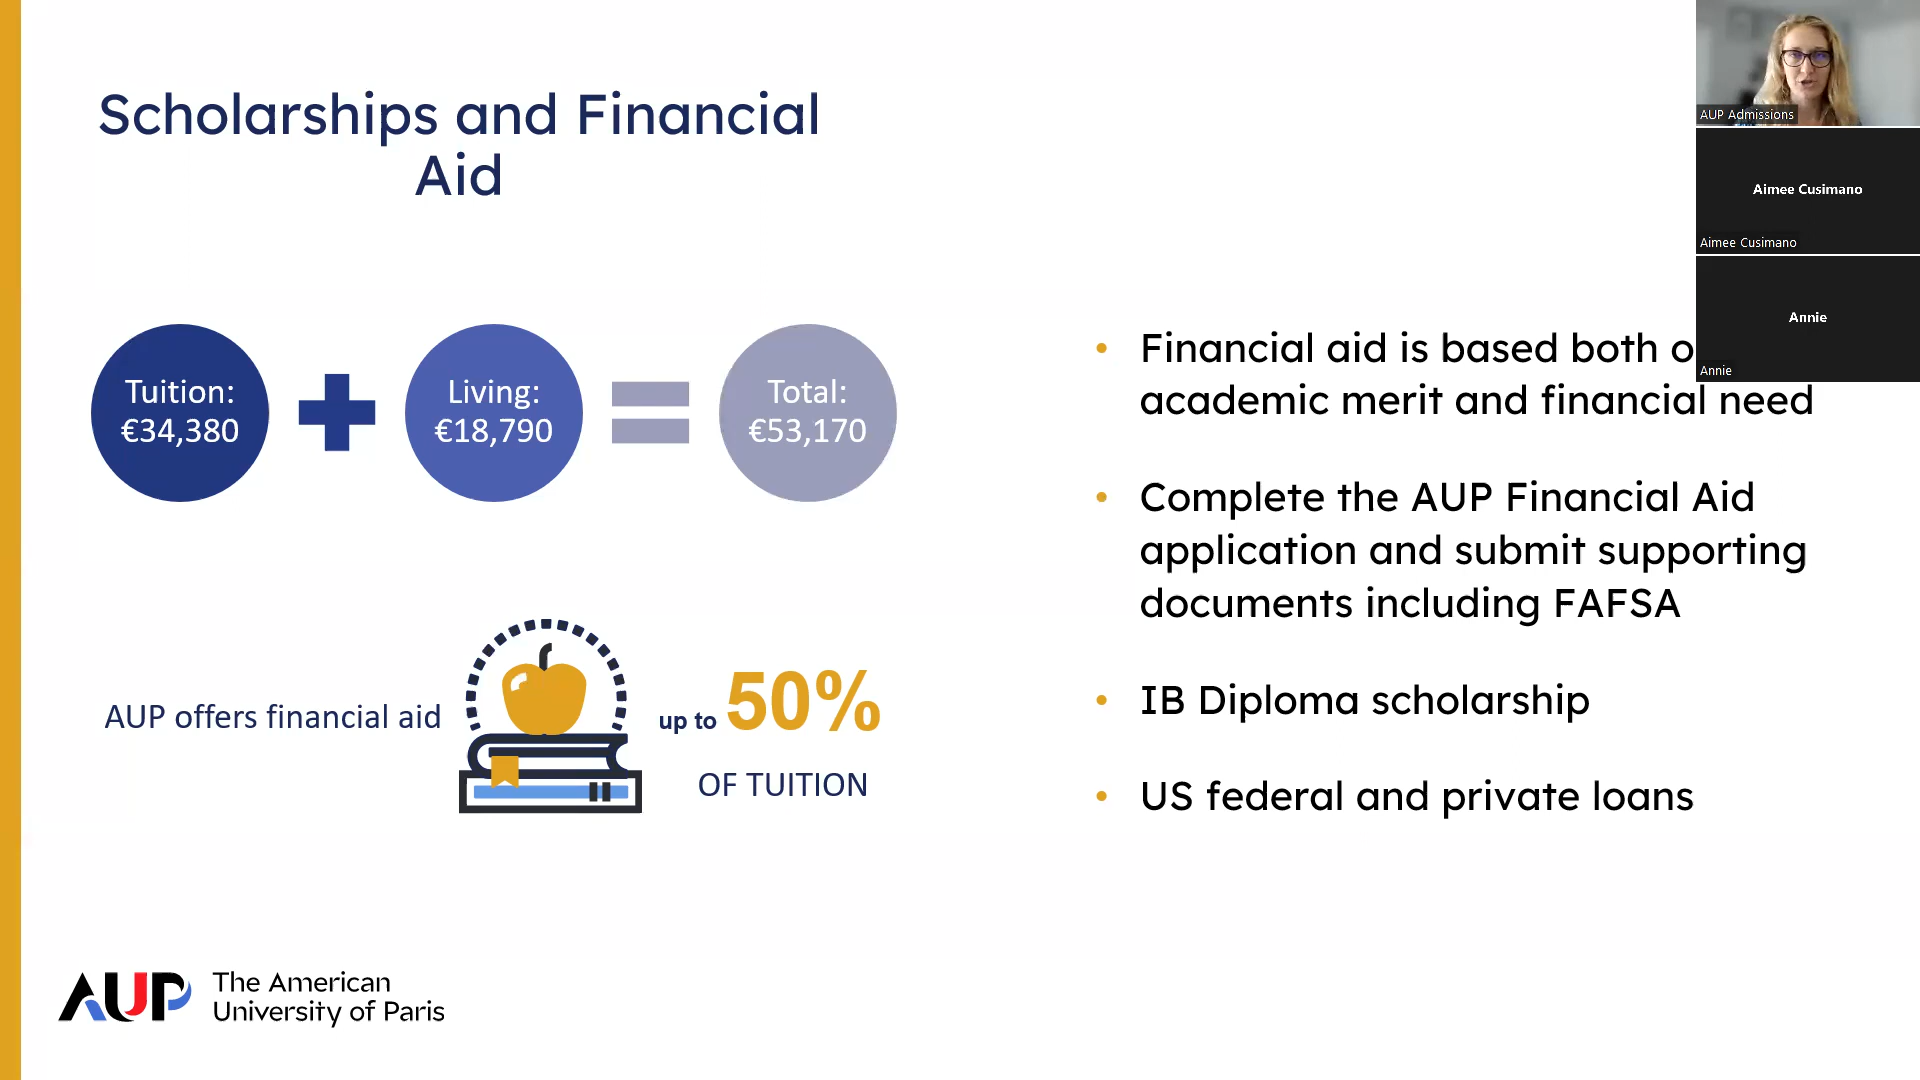 Scholarships and Financial
Aid
Tuition:
€34,380
Living:
€18,790
Total:
€53,170
AUP offers financial aid
up to 50%
OF TUITION
Financial aid is based both
academic merit and financial need
Complete the AUP Financial Aid
application and submit supporting
documents including FAFSA
IB Diploma scholarship
US federal and private loans
AUP The American
University of Paris
AUP Admissions
Aimee Cusimano
Aimee Cusimano
Annie
Annie